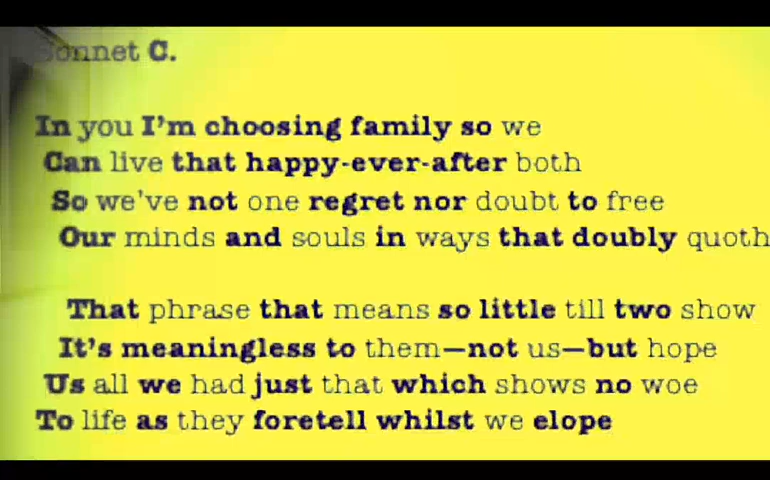 Sonnet C.
In you I'm choosing family so we
Can live that happy-ever-after both
So we've not one regret nor doubt to free
Our minds and souls in ways that doubly quoth
That phrase that means so little till two show
It's meaningless to them—not us—but hope
Us all we had just that which shows no woe
To life as they foretell whilst we elope